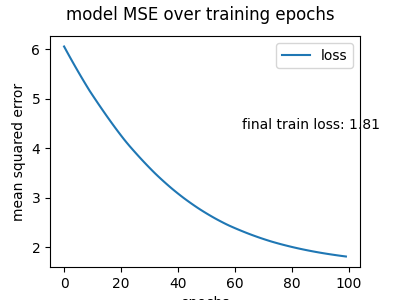 model MSE over training epochs
loss
final train loss: 1.81
mean squared error
6
5
4
3
2
0 20 40 60 80 100
epochs